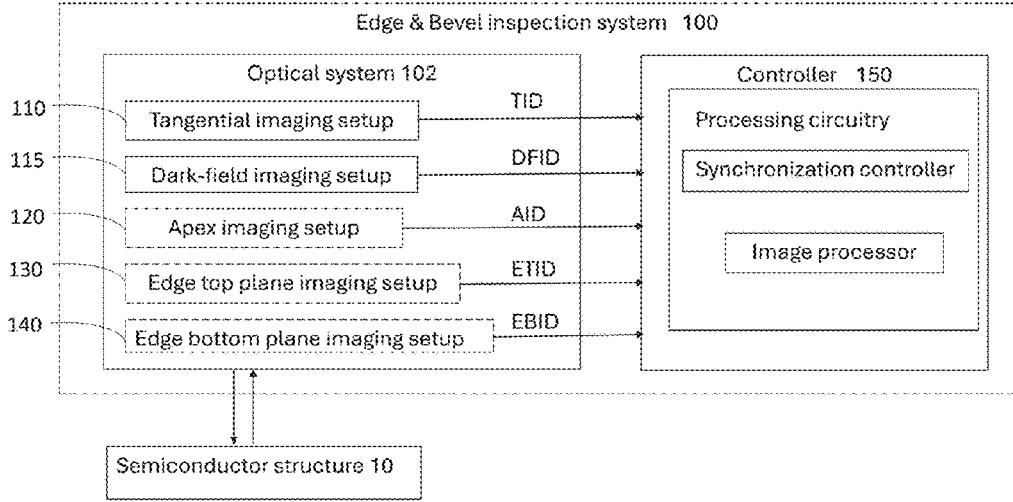 Edge & Bevel inspection system 100
Optical system 102
Controller 150
110
Tangential imaging setup
TID
Processing circuitry
115
Dark-field imaging setup
DFID
Synchronization controller
120
Apex imaging setup
AID
Image processor
130
Edge top plane imaging setup
ETID
140
Edge bottom plane imaging setup
EBID
Semiconductor structure 10